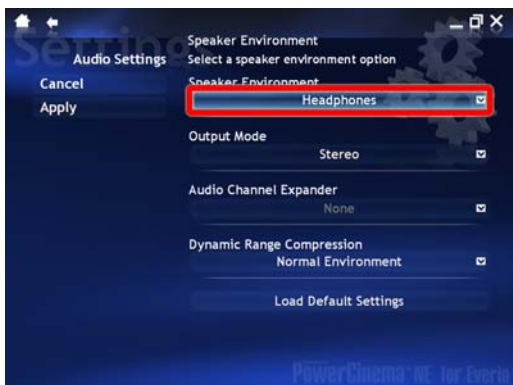 Settings
Audio Settings
Cancel
Apply
Speaker Environment
Select a speaker environment option
Speaker Environment
Headphones
Output Mode
Stereo
Audio Channel Expander
None
Dynamic Range Compression
Normal Environment
Load Default Settings
PowerCinema NE for Everio